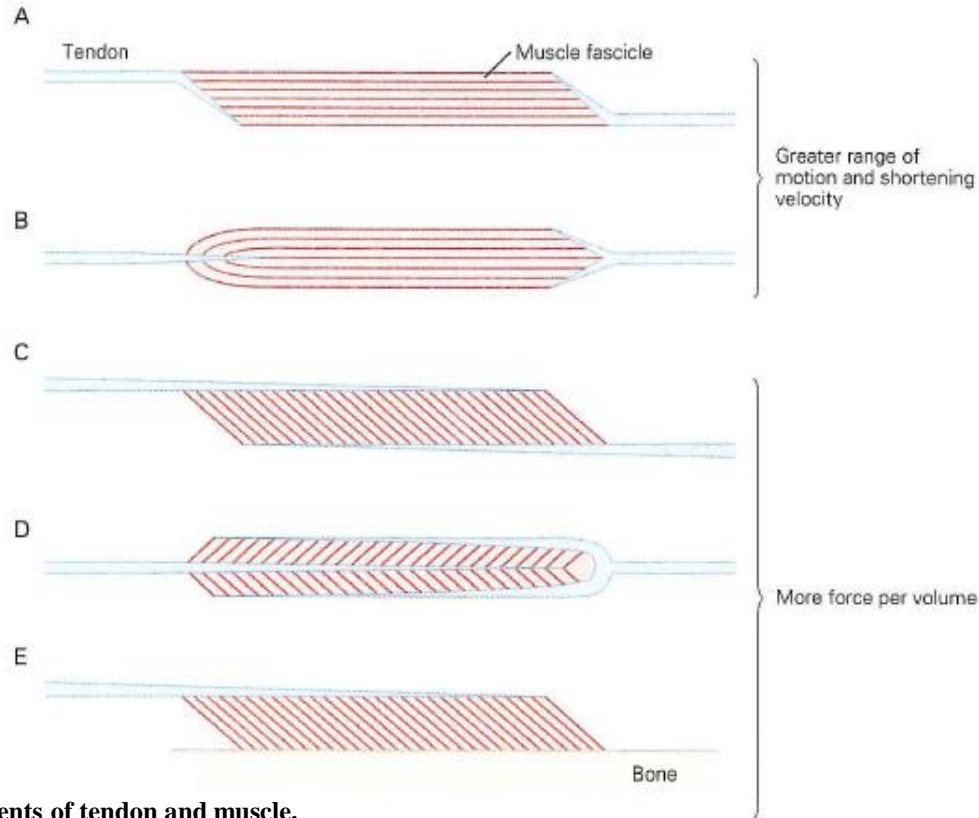 A
Tendon
Muscle fascicle
Greater range of
motion and shortening
velocity
B
C
D
More force per volume
E
Bone
ents of tendon and muscle.